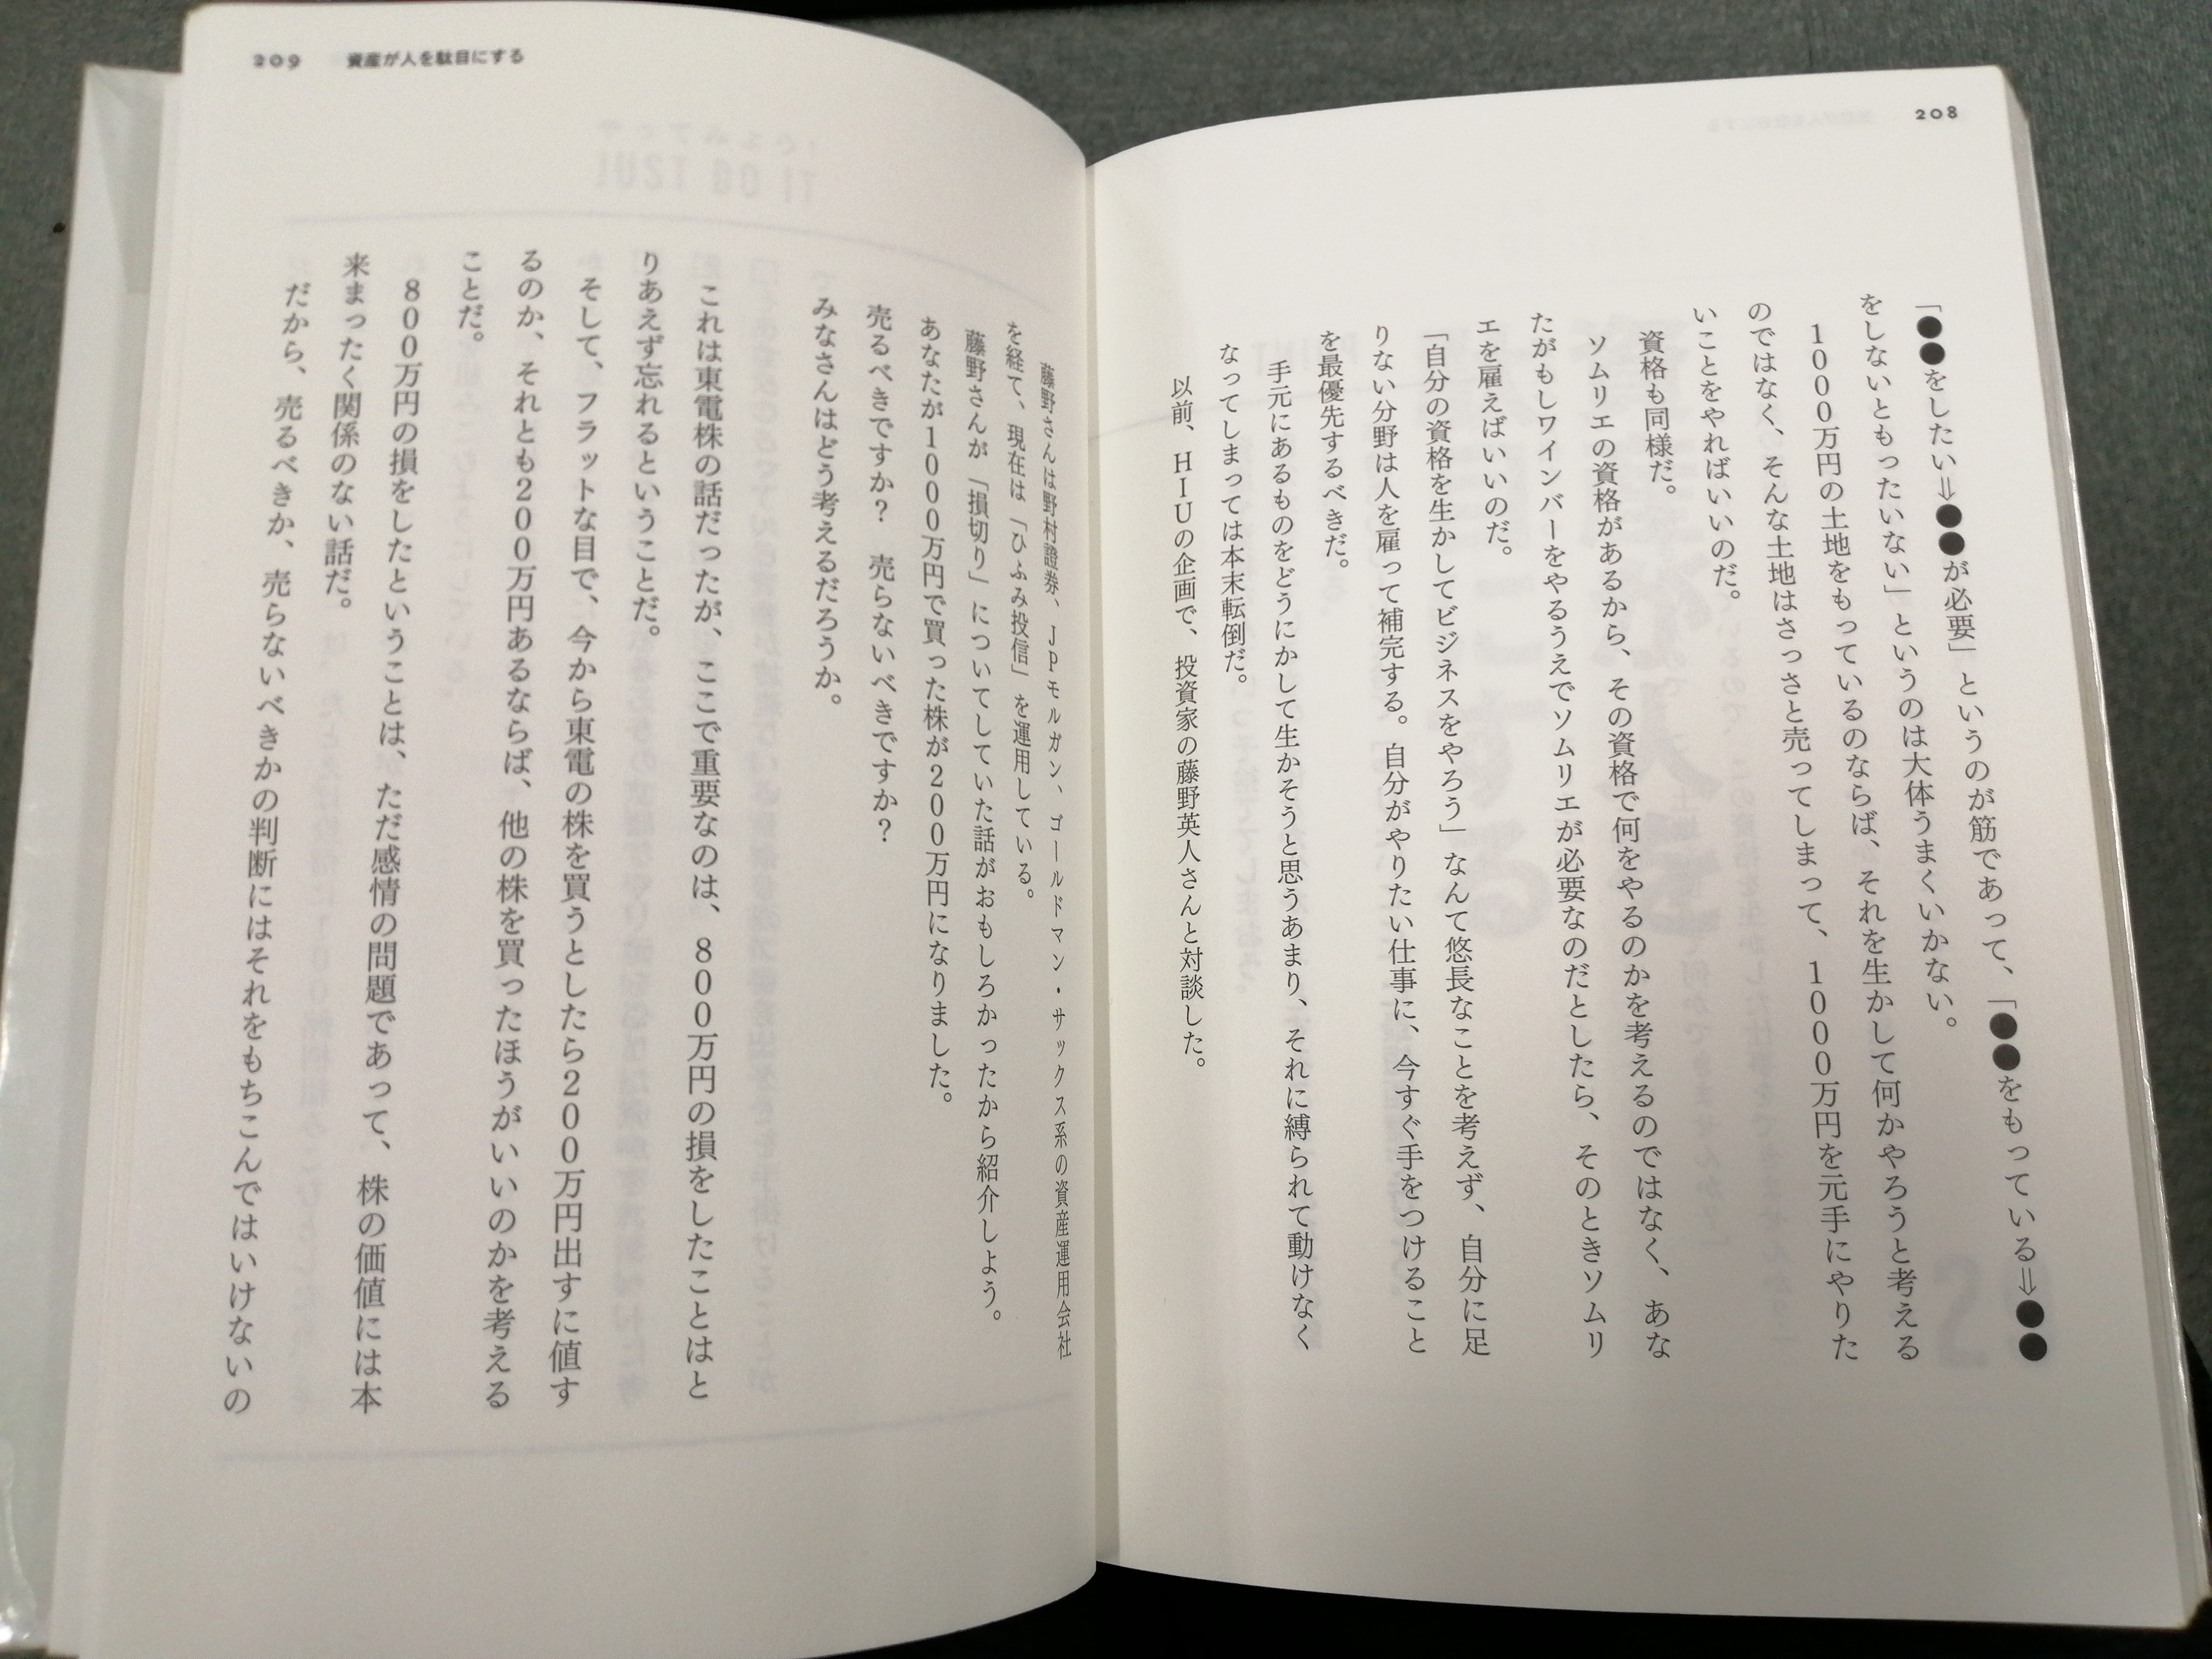 208
「●●をしたい⇒●●が必要」というのが筋であって、「●●をもっている⇒●●
をしないともったいない」というのは大体うまくいかない。
1000万円の土地をもっているのならば、それを生かして何かやろうと考える
のではなく、そんな土地はさっさと売ってしまって、1000万円を元手にやりた
いことをやればいいのだ。
資格も同様だ。
ソムリエの資格があるから、その資格で何をやるのかを考えるのではなく、あな
たがもしワインバーをやるうえでソムリエが必要なのだとしたら、そのときソムリ
エを雇えばいいのだ。
「自分の資格を生かしてビジネスをやろう」なんて悠長なことを考えず、自分に足
りない分野は人を雇って補完する。自分がやりたい仕事に、今すぐ手をつけること
を最優先するべきだ。
手元にあるものをどうにかして生かそうと思うあまり、それに縛られて動けなく
なってしまっては本末転倒だ。
以前、HIUの企画で、投資家の藤野英人さんと対談した。
209 資産が人を駄目にする
藤野さんは野村證券、JPモルガン、ゴールドマン・サックス系の資産運用会社
を経て、現在は「ひふみ投信」を運用している。
藤野さんが「損切り」についてしていた話がおもしろかったから紹介しよう。
あなたが1000万円で買った株が200万円になりました。
売るべきですか？ 売らないべきですか？
みなさんはどう考えるだろうか。
これは東電株の話だったが、ここで重要なのは、800万円の損をしたことはと
りあえず忘れるということだ。
そして、フラットな目で、今から東電の株を買うとしたら200万円出すに値す
るのか、それとも200万円あるならば、他の株を買ったほうがいいのかを考える
ことだ。
800万円の損をしたということは、ただ感情の問題であって、株の価値には本
来まったく関係のない話だ。
だから、売るべきか、売らないべきかの判断にはそれをもちこんではいけないの